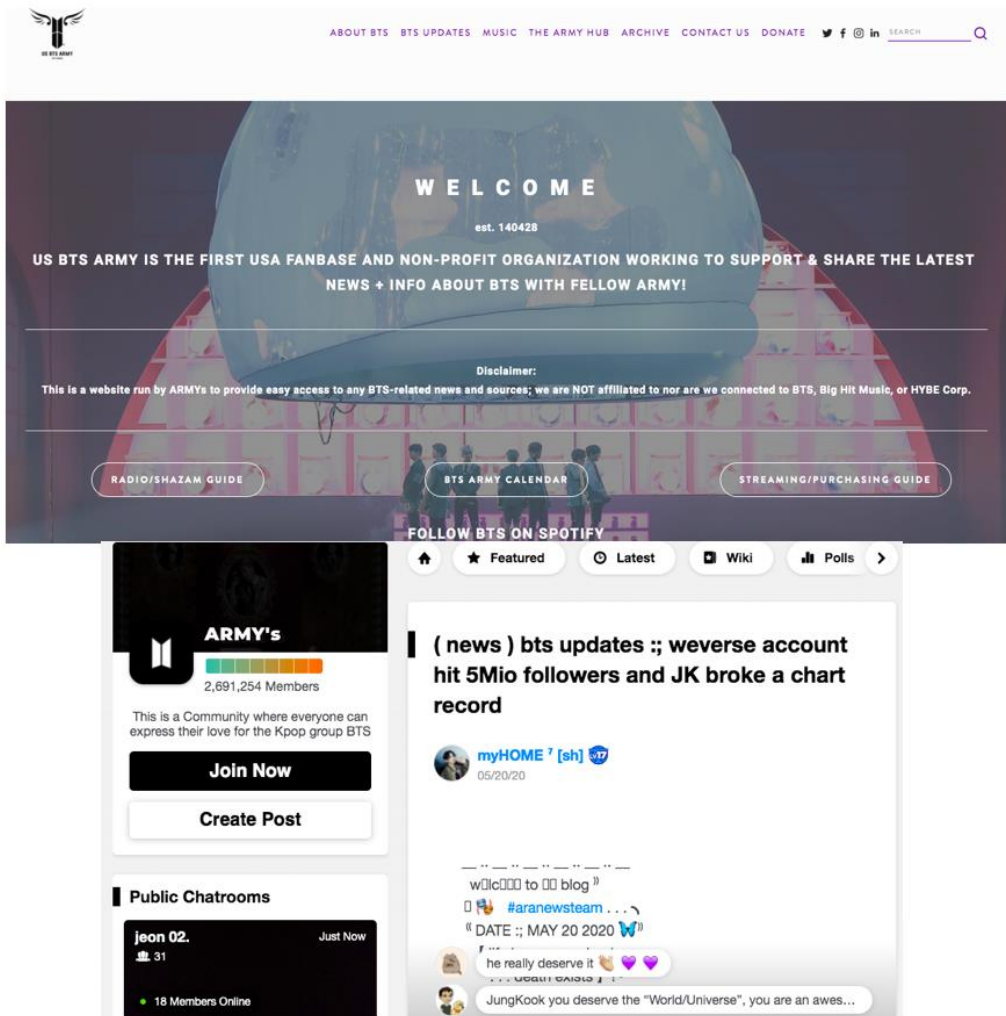 US BTS ARMY
ABOUT BTS BTS UPDATES MUSIC THE ARMY HUB ARCHIVE CONTACT US DONATE
SEARCH
WELCOME
est. 140428
US BTS ARMY IS THE FIRST USA FANBASE AND NON-PROFIT ORGANIZATION WORKING TO SUPPORT & SHARE THE LATEST
NEWS + INFO ABOUT BTS WITH FELLOW ARMY!
Disclaimer:
This is a website run by ARMYs to provide easy access to any BTS-related news and sources; we are NOT affiliated to nor are we connected to BTS, Big Hit Music, or HYBE Corp.
RADIO/SHAZAM GUIDE
BTS ARMY CALENDAR
STREAMING/PURCHASING GUIDE
FOLLOW BTS ON SPOTIFY
ARMY's
2,691,254 Members
This is a Community where everyone can
express their love for the Kpop group BTS
Join Now
Create Post
Public Chatrooms
jeon 02.
Just Now
31
18 Members Online
Featured
Latest
Wiki
Polls
( news ) bts updates :; weverse account
hit 5Mio followers and JK broke a chart
record
myHOME ⁷ [sh]
05/20/20
to blog ⁾⁾
#aranewsteam . . .
⁽⁽ DATE :; MAY 20 2020 🦋 ⁾⁾
he really deserve it 👏🏼 💜 💜
. . . death exists
JungKook you deserve the "World/Universe", you are an awes...